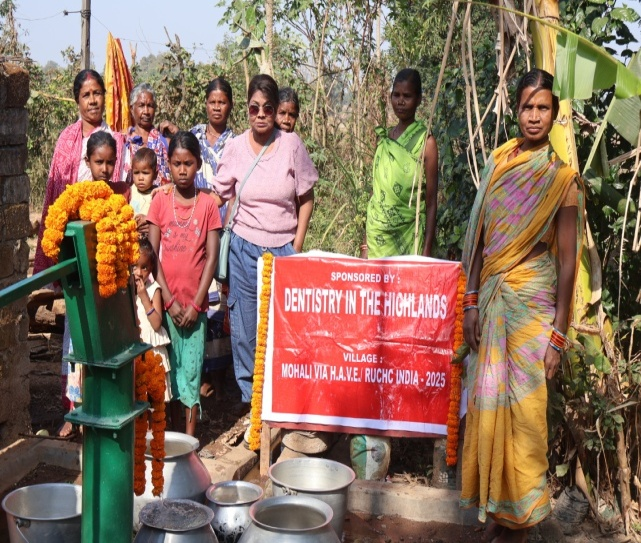 SPONSORED BY :
DENTISTRY IN THE HIGHLANDS
VILLAGE :
MOHALI VIA H.A.V.E./ RUCHC INDIA - 2025